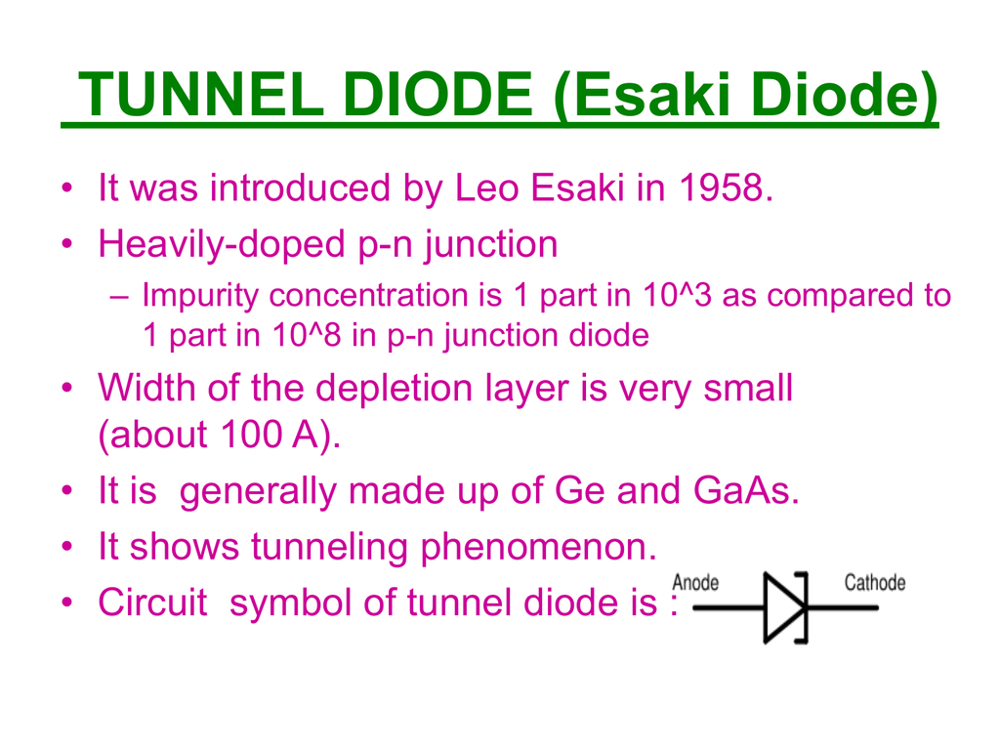 TUNNEL DIODE (Esaki Diode)
• It was introduced by Leo Esaki in 1958.
• Heavily-doped p-n junction
– Impurity concentration is 1 part in 10^3 as compared to
1 part in 10^8 in p-n junction diode
• Width of the depletion layer is very small
(about 100 A).
• It is  generally made up of Ge and GaAs.
• It shows tunneling phenomenon.
• Circuit  symbol of tunnel diode is :
Anode Cathode